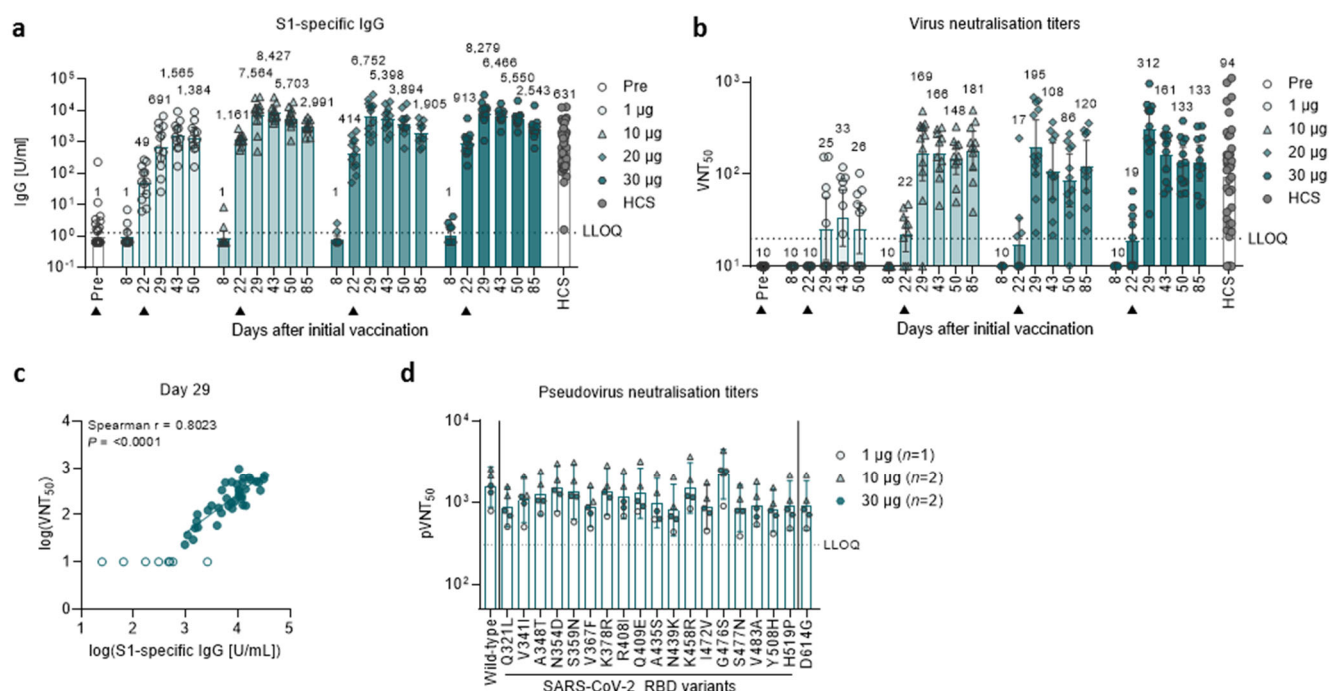 a
S1-specific IgG
IgG [U/ml]
10^5
10^4
10^3
10^2
10^1
10^0
10^-1
1
1
49
691
1,565
1,384
1
1,161
7,564
8,427
5,703
2,991
1
414
6,752
5,398
3,894
1,905
1
913
8,279
6,466
5,550
2,543
631
LLOQ
Pre
8
22
29
43
50
8
22
29
43
50
85
8
22
29
43
50
85
8
22
29
43
50
85
HCS
▲ ▲ ▲ ▲ ▲
Days after initial vaccination
Pre
1 µg
10 µg
20 µg
30 µg
HCS
b
Virus neutralisation titers
VNT50
10^3
10^2
10^1
10
10
10
25
33
26
10
22
169
166
148
181
10
17
195
108
86
120
10
19
312
161
133
133
94
LLOQ
Pre
8
22
29
43
50
8
22
29
43
50
85
8
22
29
43
50
85
8
22
29
43
50
85
HCS
▲ ▲ ▲ ▲ ▲
Days after initial vaccination
Pre
1 µg
10 µg
20 µg
30 µg
HCS
c
Day 29
Spearman r = 0.8023
P = <0.0001
log(VNT50)
4
3
2
1
0
1 2 3 4 5
log(S1-specific IgG [U/mL])
d
Pseudovirus neutralisation titers
pVNT50
10^4
10^3
10^2
LLOQ
1 µg (n=1)
10 µg (n=2)
30 µg (n=2)
Wild-type
Q321L
V341I
A348T
N354D
S359N
V367F
K378R
R408I
Q409E
A435S
N439K
K458R
I472V
G476S
S477N
V483A
Y508H
H519P
D614G
SARS-CoV-2 RBD variants